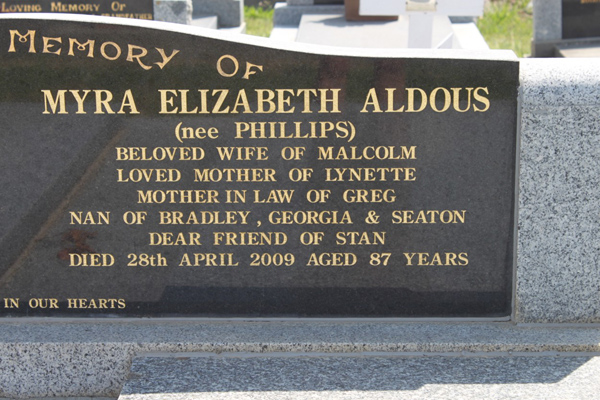 LOVING MEMORY OF
MEMORY OF
MYRA ELIZABETH ALDOUS
(nee PHILLIPS)
BELOVED WIFE OF MALCOLM
LOVED MOTHER OF LYNETTE
MOTHER IN LAW OF GREG
NAN OF BRADLEY, GEORGIA & SEATON
DEAR FRIEND OF STAN
DIED 28th APRIL 2009 AGED 87 YEARS
IN OUR HEARTS